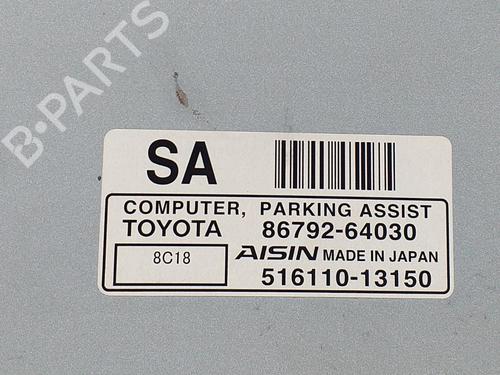 B-PARTS
SA
COMPUTER, PARKING ASSIST
TOYOTA 86792-64030
8C18 AISIN MADE IN JAPAN
516110-13150